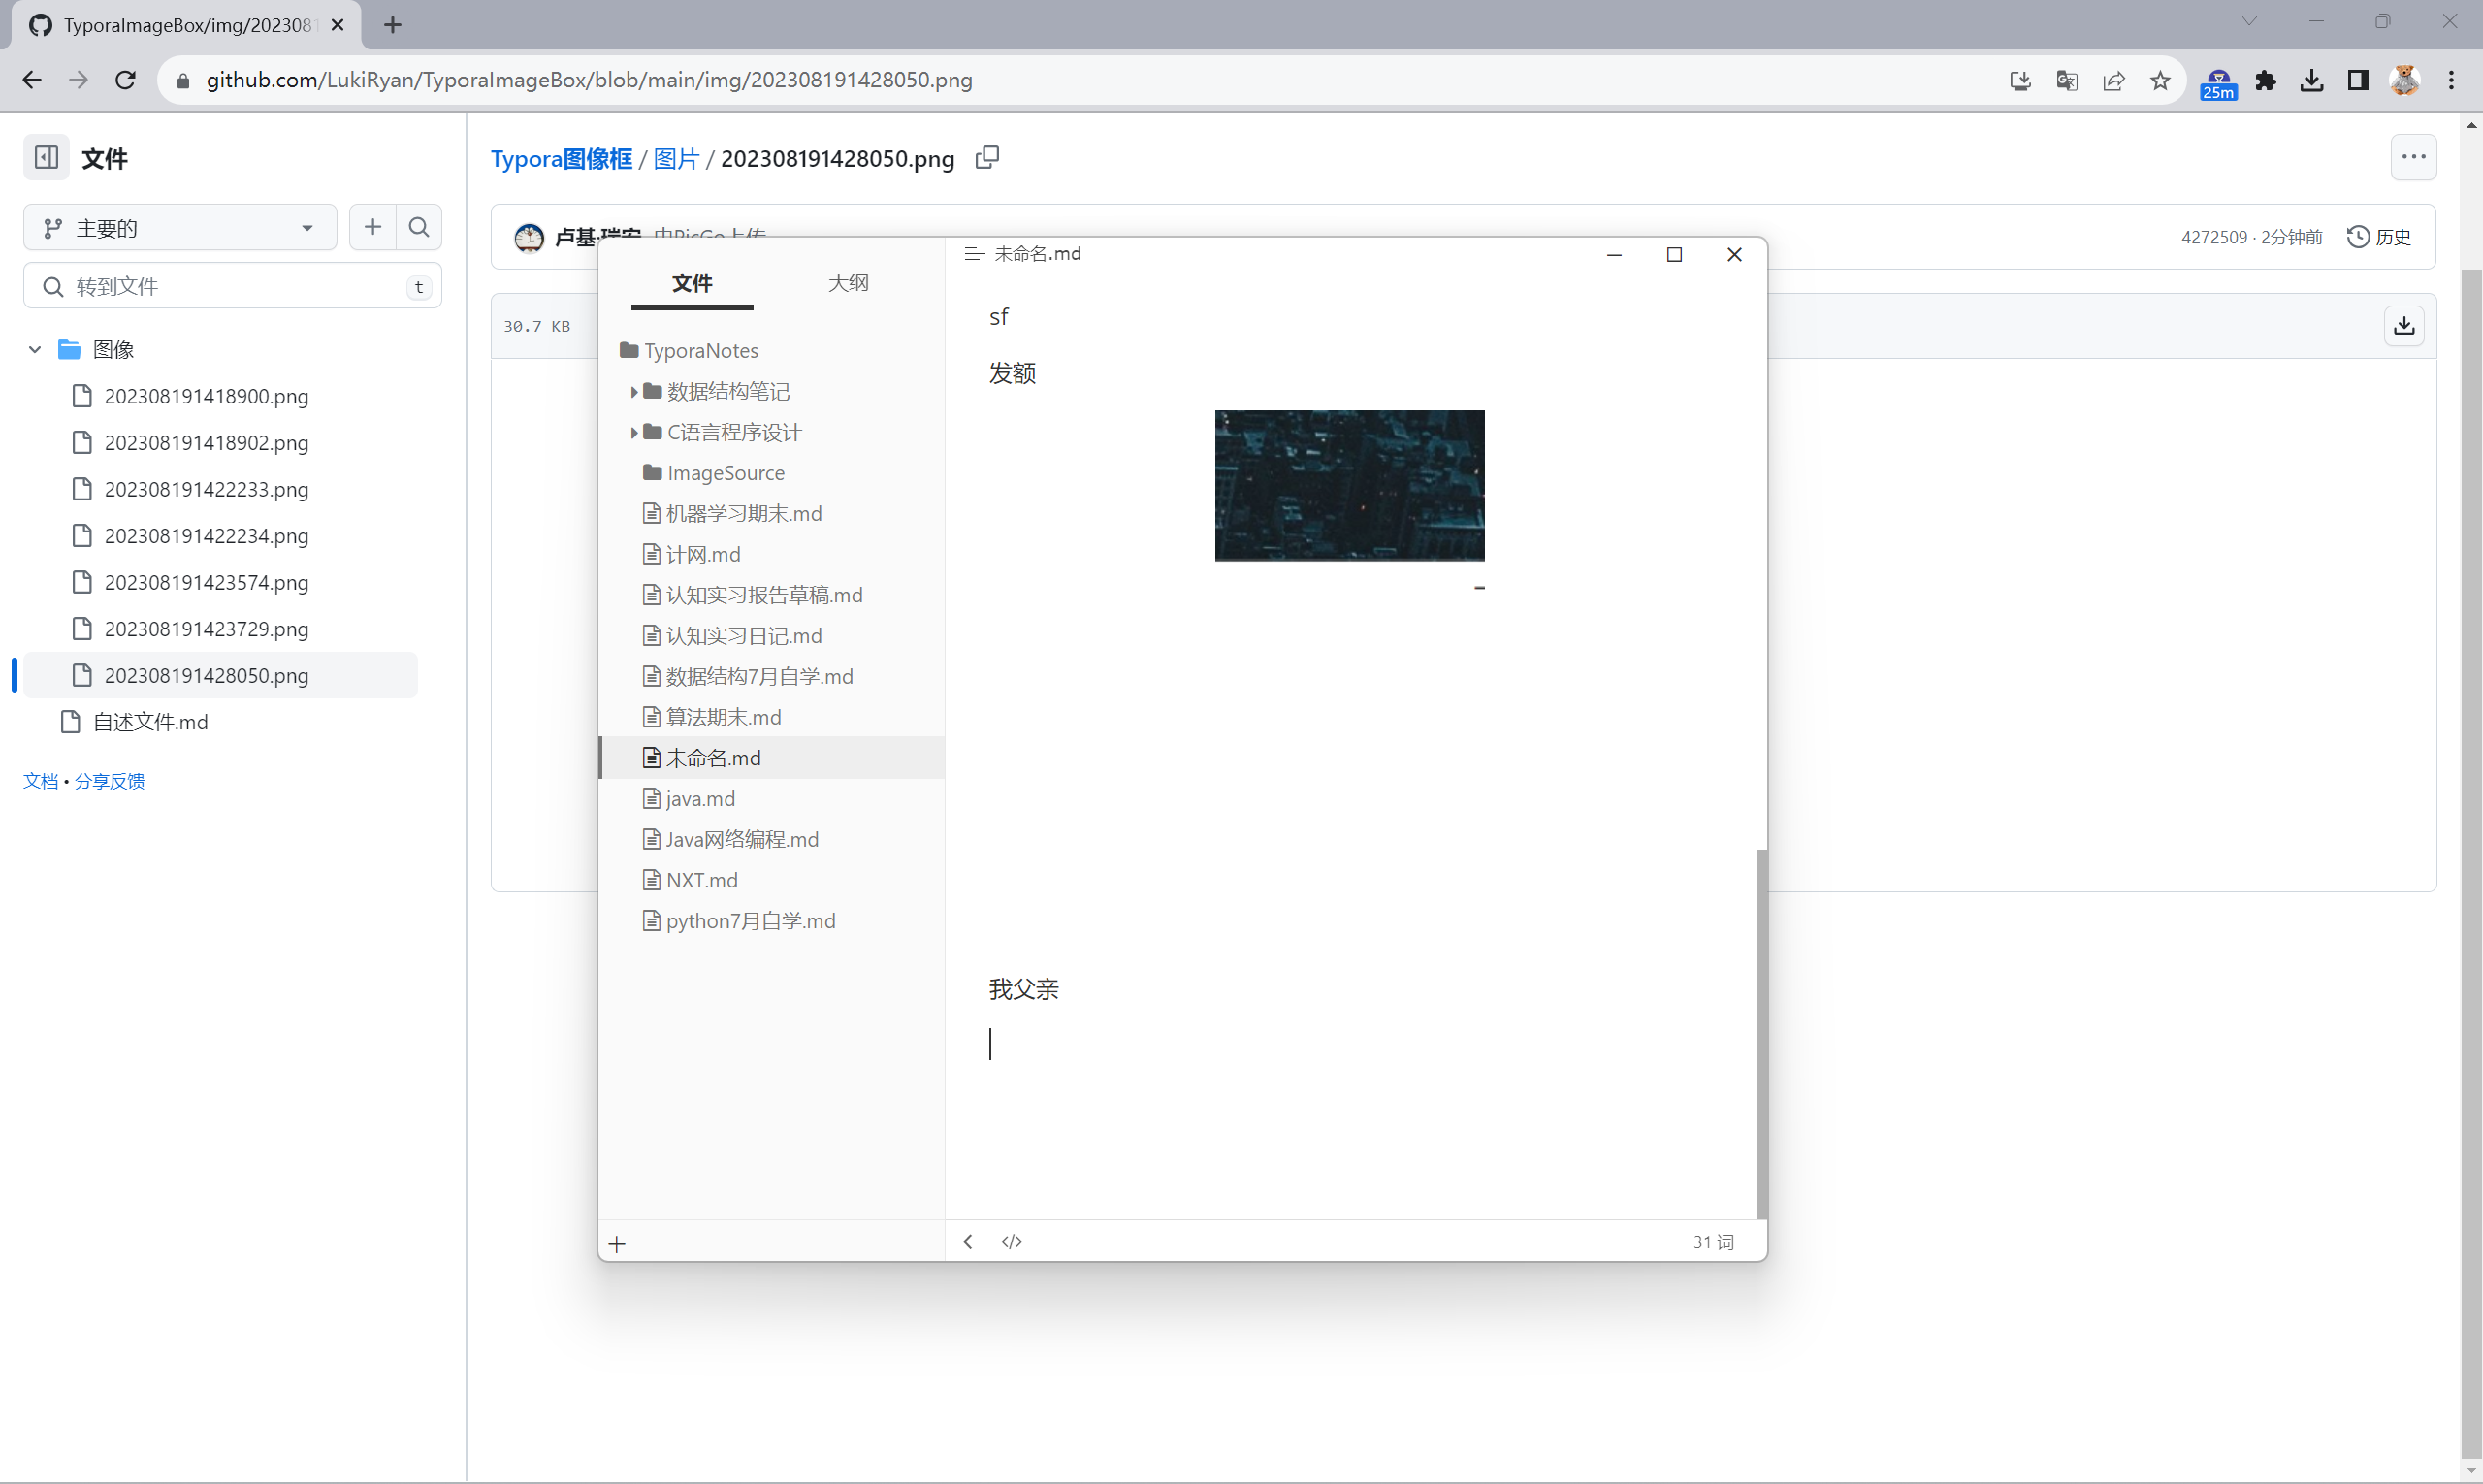 TyporaImageBox/img/2023081
github.com/LukiRyan/TyporaImageBox/blob/main/img/202308191428050.png
25m
文件
主要的
转到文件
t
图像
202308191418900.png
202308191418902.png
202308191422233.png
202308191422234.png
202308191423574.png
202308191423729.png
202308191428050.png
自述文件.md
文档 • 分享反馈
Typora图像框 / 图片 / 202308191428050.png
卢基·瑞安 由PicGo上传
4272509 · 2分钟前 历史
30.7 KB
文件 大纲
TyporaNotes
数据结构笔记
C语言程序设计
ImageSource
机器学习期末.md
计网.md
认知实习报告草稿.md
认知实习日记.md
数据结构7月自学.md
算法期末.md
未命名.md
java.md
Java网络编程.md
NXT.md
python7月自学.md
未命名.md
sf
发额
我父亲
31 词